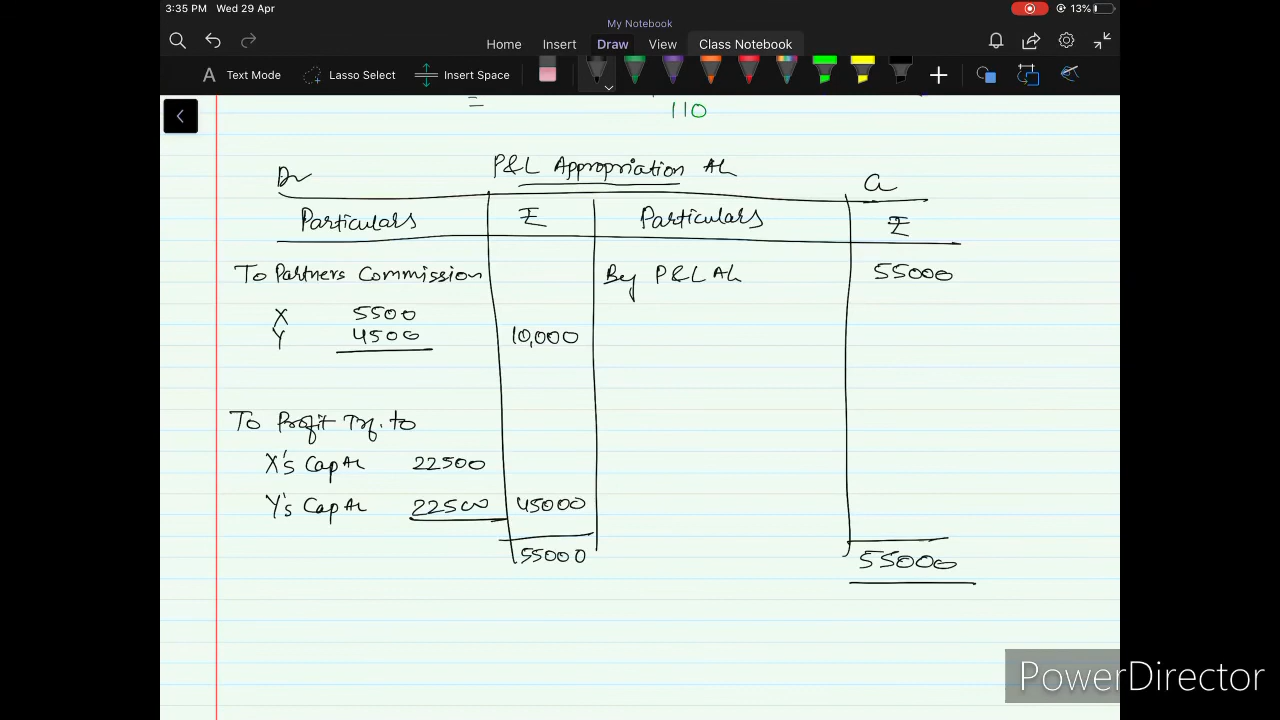 3:35 PM Wed 29 Apr
13%
My Notebook
Home Insert Draw View Class Notebook
Text Mode Lasso Select Insert Space
110
P&L Appropriation A/c
Dr Cr
Particulars ₹ Particulars ₹
To Partners Commission By P&L A/c 55000
X 5500
Y 4500 10,000
To Profit Trf. to
X's Cap A/c 22500
Y's Cap A/c 22500 45000
55000 55000
PowerDirector